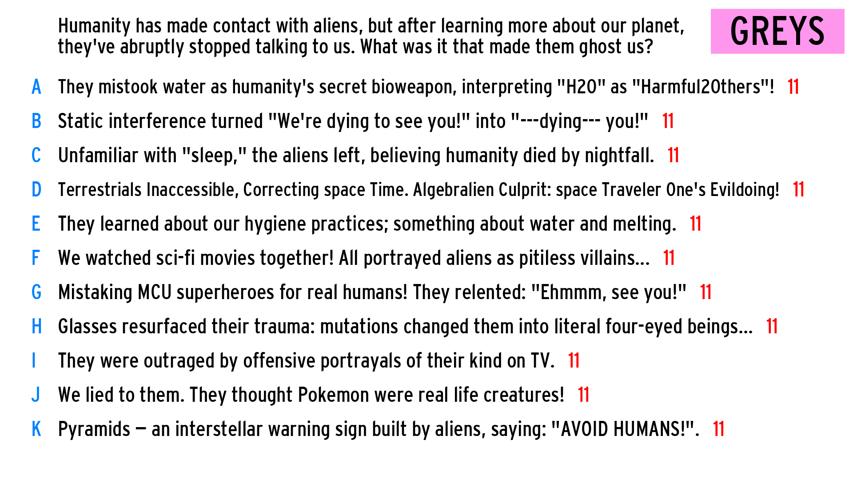 Humanity has made contact with aliens, but after learning more about our planet,
they've abruptly stopped talking to us. What was it that made them ghost us?
GREYS
A They mistook water as humanity's secret bioweapon, interpreting "H20" as "Harmful2Others"! 11
B Static interference turned "We're dying to see you!" into "---dying--- you!" 11
C Unfamiliar with "sleep," the aliens left, believing humanity died by nightfall. 11
D Terrestrials Inaccessible, Correcting space Time. Algebralien Culprit: space Traveler One's Evildoing! 11
E They learned about our hygiene practices; something about water and melting. 11
F We watched sci-fi movies together! All portrayed aliens as pitiless villains... 11
G Mistaking MCU superheroes for real humans! They relented: "Ehmmm, see you!" 11
H Glasses resurfaced their trauma: mutations changed them into literal four-eyed beings... 11
I They were outraged by offensive portrayals of their kind on TV. 11
J We lied to them. They thought Pokemon were real life creatures! 11
K Pyramids – an interstellar warning sign built by aliens, saying: "AVOID HUMANS!". 11